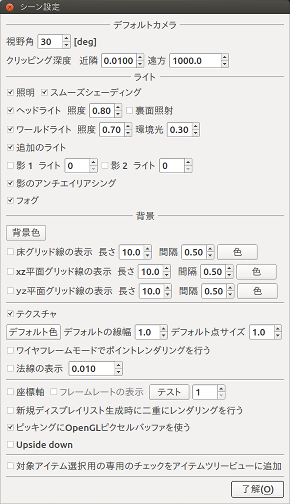 シーン設定
デフォルトカメラ
視野角 30 [deg]
クリッピング深度 近隣 0.0100 遠方 1000.0
ライト
照明 スムーズシェーディング
ヘッドライト 照度 0.80 裏面照射
ワールドライト 照度 0.70 環境光 0.30
追加のライト
影 1 ライト 0 影 2 ライト 0
影のアンチエイリアシング
フォグ
背景
背景色
床グリッド線の表示 長さ 10.0 間隔 0.50 色
xz平面グリッド線の表示 長さ 10.0 間隔 0.50 色
yz平面グリッド線の表示 長さ 10.0 間隔 0.50 色
テクスチャ
デフォルト色 デフォルトの線幅 1.0 デフォルト点サイズ 1.0
ワイヤフレームモードでポイントレンダリングを行う
法線の表示 0.010
座標軸 フレームレートの表示 テスト 1
新規ディスプレイリスト生成時に二重にレンダリングを行う
ピッキングにOpenGLピクセルバッファを使う
Upside down
対象アイテム選択用の専用のチェックをアイテムツリービューに追加
了解(O)